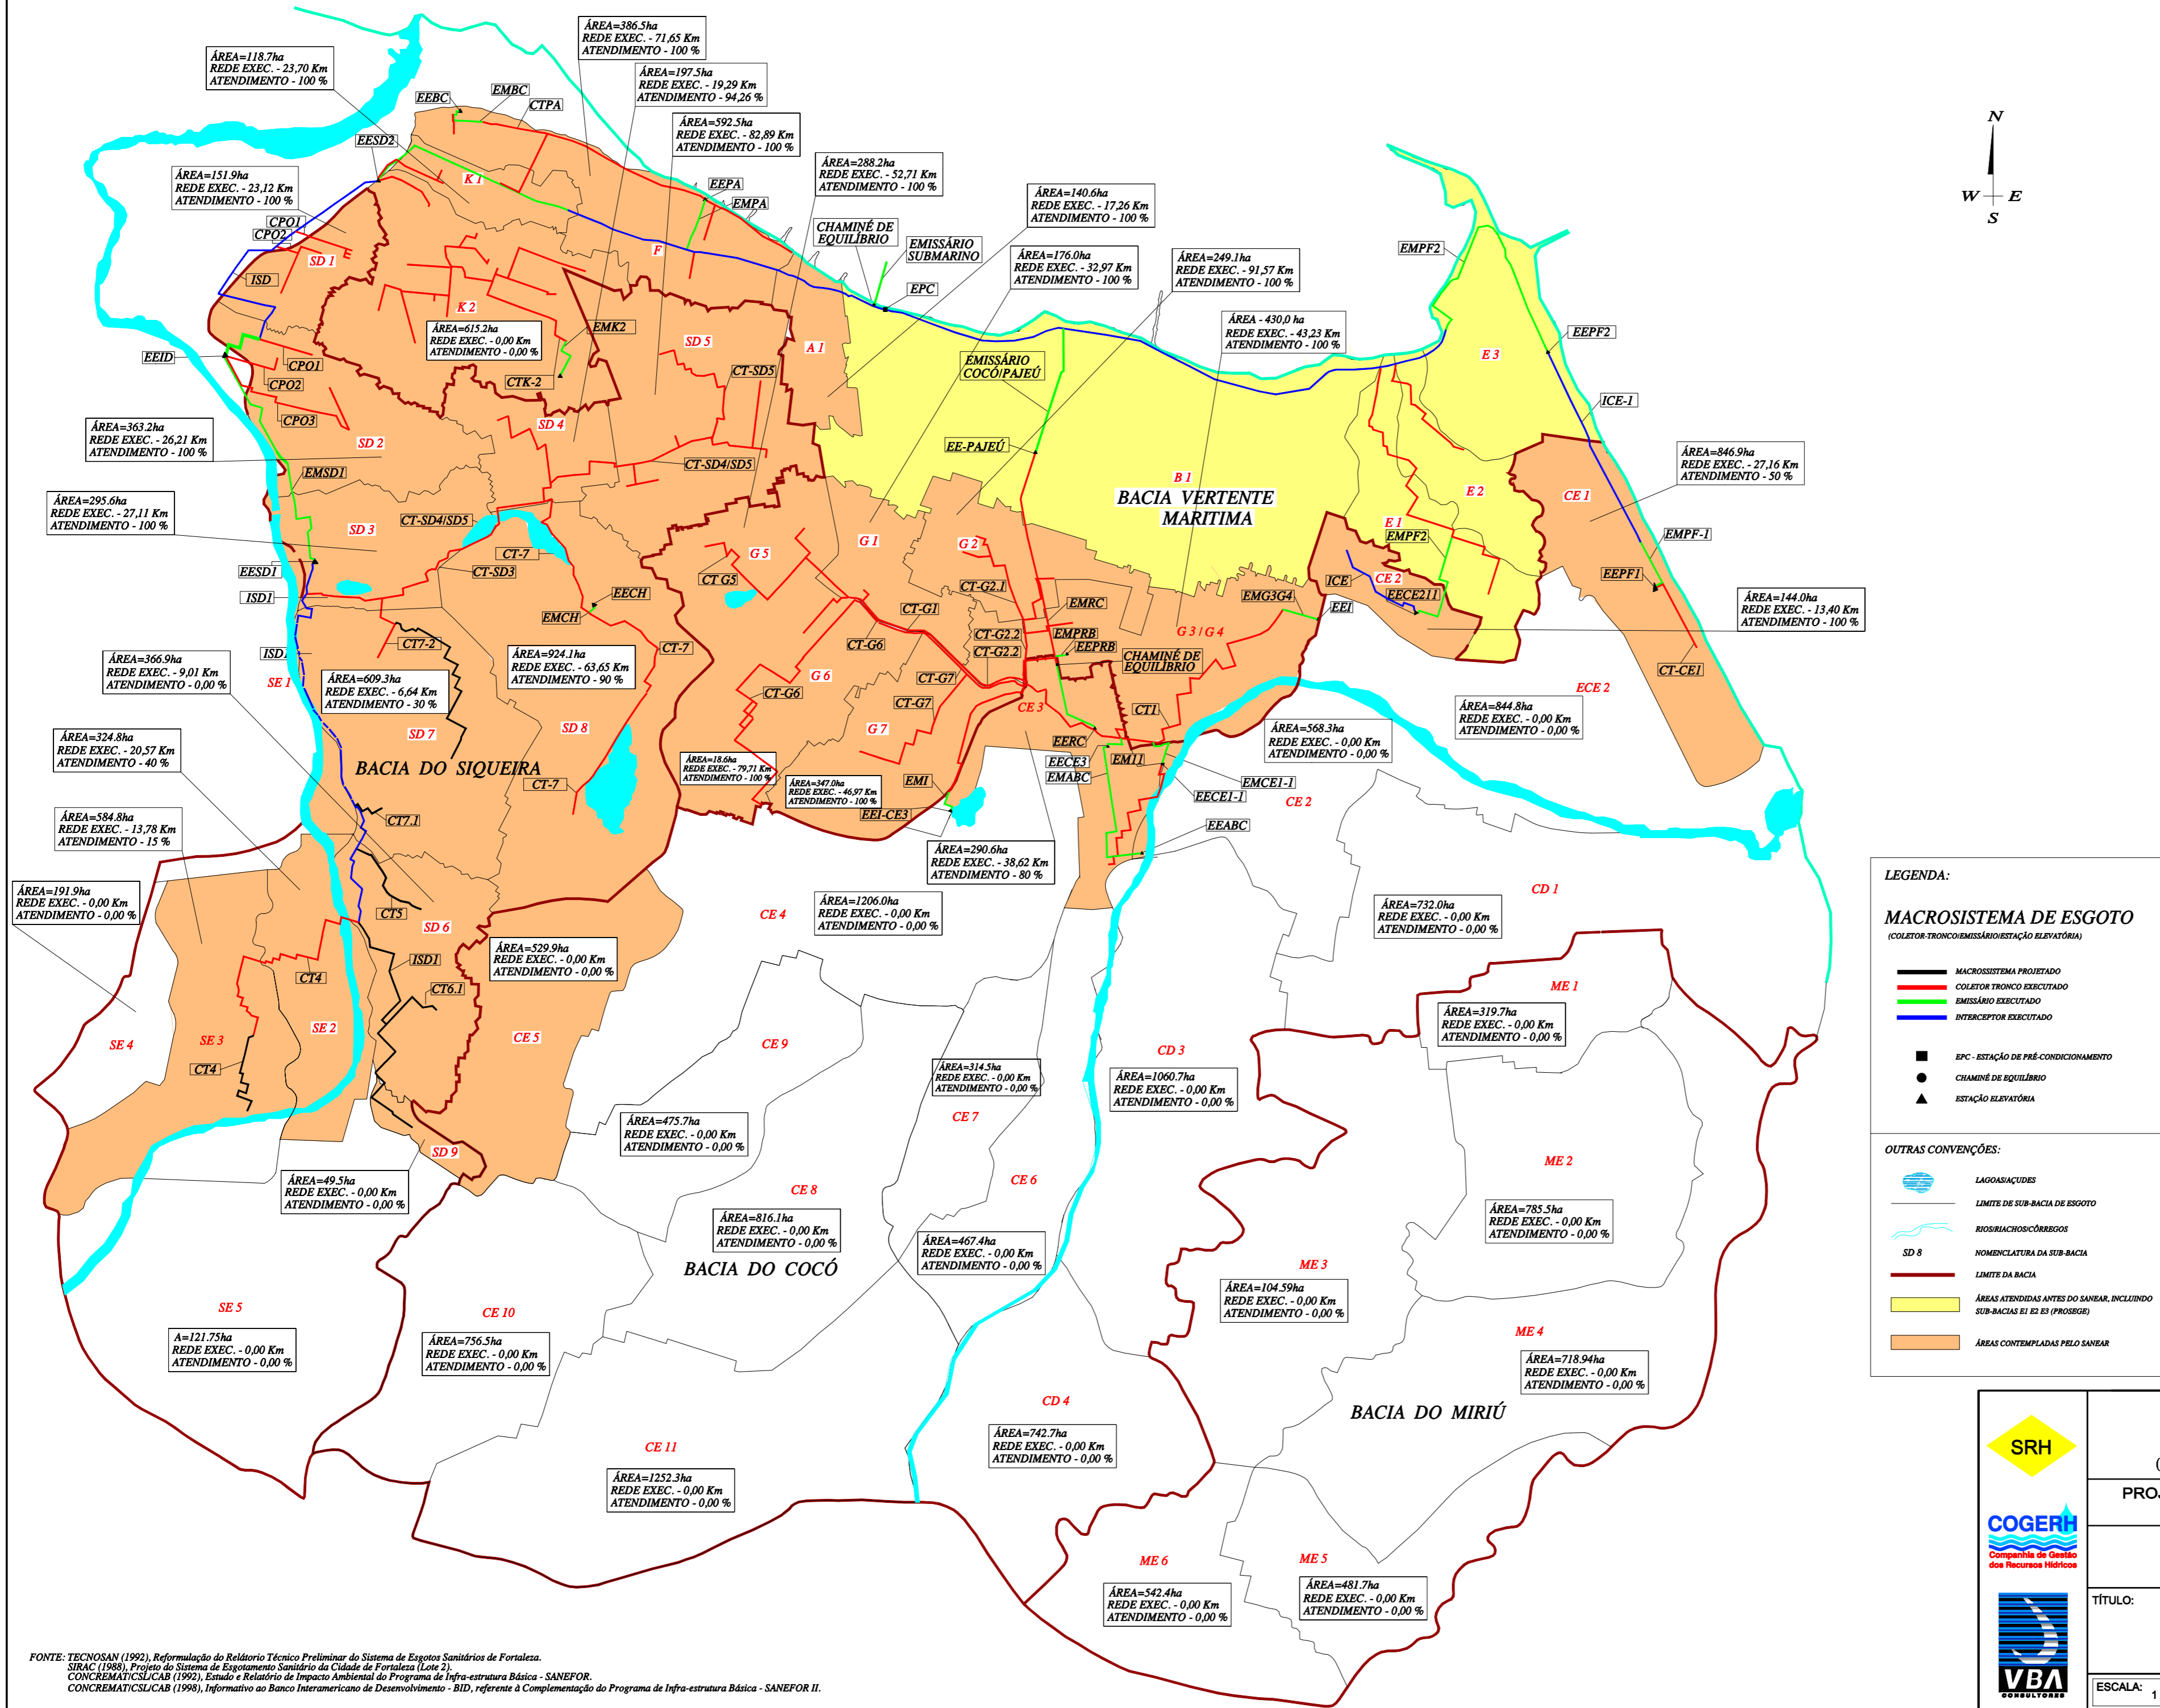 ÁREA=386.5ha
REDE EXEC. - 71,65 Km
ATENDIMENTO - 100 %
ÁREA=118.7ha
REDE EXEC. - 23,70 Km
ATENDIMENTO - 100 %
ÁREA=197.5ha
REDE EXEC. - 19,29 Km
ATENDIMENTO - 94,26 %
EEBC
EMBC
CTPA
ÁREA=592.5ha
REDE EXEC. - 82,89 Km
ATENDIMENTO - 100 %
EESD2
ÁREA=288.2ha
REDE EXEC. - 52,71 Km
ATENDIMENTO - 100 %
ÁREA=151.9ha
REDE EXEC. - 23,12 Km
ATENDIMENTO - 100 %
K 1
EEPA
EMPA
ÁREA=140.6ha
REDE EXEC. - 17,26 Km
ATENDIMENTO - 100 %
N
W
E
S
CPO1
CPO2
SD 1
F
CHAMINÉ DE
EQUILÍBRIO
EMISSÁRIO
SUBMARINO
ÁREA=176.0ha
REDE EXEC. - 32,97 Km
ATENDIMENTO - 100 %
ÁREA=249.1ha
REDE EXEC. - 91,57 Km
ATENDIMENTO - 100 %
EMPF2
ISD
EPC
K 2
ÁREA=615.2ha
REDE EXEC. - 0,00 Km
ATENDIMENTO - 0,00 %
EMK2
SD 5
A 1
ÁREA - 430,0 ha
REDE EXEC. - 43,23 Km
ATENDIMENTO - 100 %
EEPF2
E 3
EEID
CPO1
CPO2
CTK-2
CT-SD5
EMISSÁRIO
COCÓ/PAJEÚ
ICE-1
CPO3
SD 4
ÁREA=363.2ha
REDE EXEC. - 26,21 Km
ATENDIMENTO - 100 %
SD 2
EE-PAJEÚ
ÁREA=846.9ha
REDE EXEC. - 27,16 Km
ATENDIMENTO - 50 %
EMSD1
CT-SD4/SD5
B 1
BACIA VERTENTE
MARITIMA
E 2
CE 1
ÁREA=295.6ha
REDE EXEC. - 27,11 Km
ATENDIMENTO - 100 %
SD 3
CT-SD4/SD5
E 1
EMPF2
EMPF-1
CT-7
G 5
G 1
G 2
EESD1
CT-SD3
CT G5
CT-G2.1
ICE
CE 2
EECE211
EEPF1
ISD1
EECH
EMCH
CT-G1
EMRC
EMG3G4
EEI
ÁREA=144.0ha
REDE EXEC. - 13,40 Km
ATENDIMENTO - 100 %
CT7-2
CT-7
CT-G6
CT-G2.2
CT-G2.2
EMPRB
EEPRB
G 3 / G 4
ISD1
ÁREA=366.9ha
REDE EXEC. - 9,01 Km
ATENDIMENTO - 0,00 %
SE 1
ÁREA=609.3ha
REDE EXEC. - 6,64 Km
ATENDIMENTO - 30 %
ÁREA=924.1ha
REDE EXEC. - 63,65 Km
ATENDIMENTO - 90 %
G 6
CT-G6
CT-G7
CT-G7
CHAMINÉ DE
EQUILÍBRIO
CT-CE1
ECE 2
CE 3
CT1
ÁREA=844.8ha
REDE EXEC. - 0,00 Km
ATENDIMENTO - 0,00 %
SD 7
SD 8
G 7
ÁREA=568.3ha
REDE EXEC. - 0,00 Km
ATENDIMENTO - 0,00 %
ÁREA=324.8ha
REDE EXEC. - 20,57 Km
ATENDIMENTO - 40 %
BACIA DO SIQUEIRA
ÁREA=18.6ha
REDE EXEC. - 79,71 Km
ATENDIMENTO - 100 %
EERC
EECE3
EM11
EMABC
CT-7
ÁREA=347.0ha
REDE EXEC. - 46,97 Km
ATENDIMENTO - 100 %
EMI
EMCE1-1
EECE1-1
CE 2
EEI-CE3
CT7.1
EEABC
ÁREA=584.8ha
REDE EXEC. - 13,78 Km
ATENDIMENTO - 15 %
ÁREA=290.6ha
REDE EXEC. - 38,62 Km
ATENDIMENTO - 80 %
ÁREA=191.9ha
REDE EXEC. - 0,00 Km
ATENDIMENTO - 0,00 %
CT5
SD 6
CE 4
ÁREA=1206.0ha
REDE EXEC. - 0,00 Km
ATENDIMENTO - 0,00 %
CD 1
ÁREA=732.0ha
REDE EXEC. - 0,00 Km
ATENDIMENTO - 0,00 %
ÁREA=529.9ha
REDE EXEC. - 0,00 Km
ATENDIMENTO - 0,00 %
ISD1
CT4
CT6.1
ME 1
ÁREA=319.7ha
REDE EXEC. - 0,00 Km
ATENDIMENTO - 0,00 %
SE 4
SE 3
SE 2
CE 5
CE 9
CD 3
CT4
ÁREA=314.5ha
REDE EXEC. - 0,00 Km
ATENDIMENTO - 0,00 %
ÁREA=1060.7ha
REDE EXEC. - 0,00 Km
ATENDIMENTO - 0,00 %
ÁREA=475.7ha
REDE EXEC. - 0,00 Km
ATENDIMENTO - 0,00 %
CE 7
SD 9
ME 2
ÁREA=49.5ha
REDE EXEC. - 0,00 Km
ATENDIMENTO - 0,00 %
CE 8
CE 6
ÁREA=816.1ha
REDE EXEC. - 0,00 Km
ATENDIMENTO - 0,00 %
ÁREA=785.5ha
REDE EXEC. - 0,00 Km
ATENDIMENTO - 0,00 %
ÁREA=467.4ha
REDE EXEC. - 0,00 Km
ATENDIMENTO - 0,00 %
BACIA DO COCÓ
ME 3
ÁREA=104.59ha
REDE EXEC. - 0,00 Km
ATENDIMENTO - 0,00 %
SE 5
A=121.75ha
REDE EXEC. - 0,00 Km
ATENDIMENTO - 0,00 %
CE 10
ÁREA=756.5ha
REDE EXEC. - 0,00 Km
ATENDIMENTO - 0,00 %
ME 4
ÁREA=718.94ha
REDE EXEC. - 0,00 Km
ATENDIMENTO - 0,00 %
CD 4
ÁREA=742.7ha
REDE EXEC. - 0,00 Km
ATENDIMENTO - 0,00 %
BACIA DO MIRIÚ
CE 11
ÁREA=1252.3ha
REDE EXEC. - 0,00 Km
ATENDIMENTO - 0,00 %
ME 6
ÁREA=542.4ha
REDE EXEC. - 0,00 Km
ATENDIMENTO - 0,00 %
ME 5
ÁREA=481.7ha
REDE EXEC. - 0,00 Km
ATENDIMENTO - 0,00 %
LEGENDA:
MACROSISTEMA DE ESGOTO
(COLETOR-TRONCO/EMISSÁRIO/ESTAÇÃO ELEVATÓRIA)
MACROSSISTEMA PROJETADO
COLETOR TRONCO EXECUTADO
EMISSÁRIO EXECUTADO
INTERCEPTOR EXECUTADO
EPC - ESTAÇÃO DE PRÉ-CONDICIONAMENTO
CHAMINÉ DE EQUILÍBRIO
ESTAÇÃO ELEVATÓRIA
OUTRAS CONVENÇÕES:
LAGOAS/AÇUDES
LIMITE DE SUB-BACIA DE ESGOTO
RIOS/RIACHOS/CÔRREGOS
SD 8 NOMENCLATURA DA SUB-BACIA
LIMITE DA BACIA
ÁREAS ATENDIDAS ANTES DO SANEAR, INCLUINDO
SUB-BACIAS E1 E2 E3 (PROSEGE)
ÁREAS CONTEMPLADAS PELO SANEAR
SRH
(
PROJ
COGERH
Companhia de Gestão
dos Recursos Hídricos
TÍTULO:
VBA
CONSULTORES
ESCALA: 1
FONTE: TECNOSAN (1992), Reformulação do Relátorio Técnico Preliminar do Sistema de Esgotos Sanitários de Fortaleza.
SIRAC (1988), Projeto do Sistema de Esgotamento Sanitário da Cidade de Fortaleza (Lote 2).
CONCREMAT/CSL/CAB (1992), Estudo e Relatório de Impacto Ambiental do Programa de Infra-estrutura Básica - SANEFOR.
CONCREMAT/CSL/CAB (1998), Informativo ao Banco Interamericano de Desenvolvimento - BID, referente à Complementação do Programa de Infra-estrutura Básica - SANEFOR II.